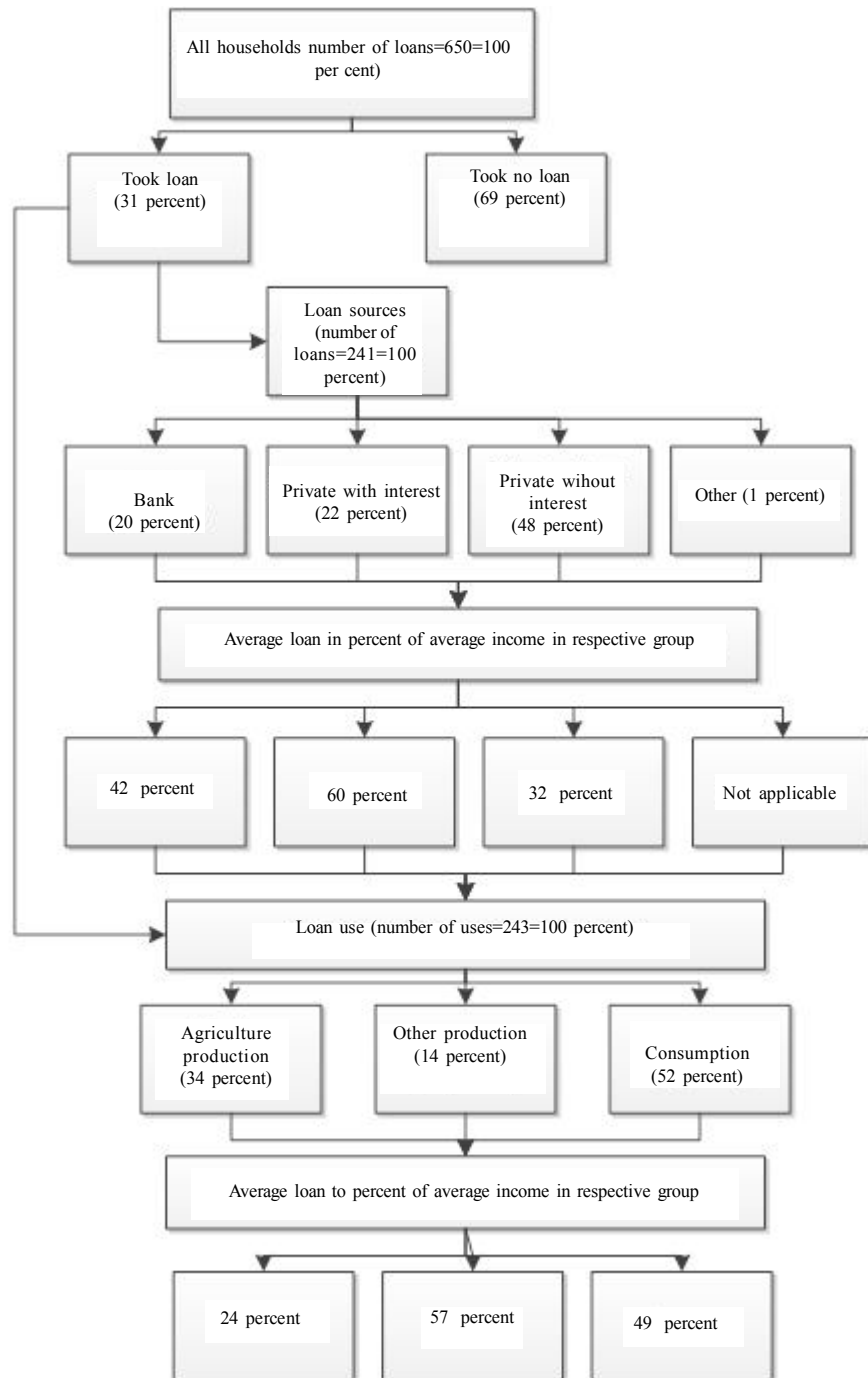 All households number of loans=650=100
per cent)
Took loan
(31 percent)
Took no loan
(69 percent)
Loan sources
(number of
loans=241=100
percent)
Bank
(20 percent)
Private with interest
(22 percent)
Private wihout
interest
(48 percent)
Other (1 percent)
Average loan in percent of average income in respective group
42 percent
60 percent
32 percent
Not applicable
Loan use (number of uses=243=100 percent)
Agriculture
production
(34 percent)
Other production
(14 percent)
Consumption
(52 percent)
Average loan to percent of average income in respective group
24 percent
57 percent
49 percent